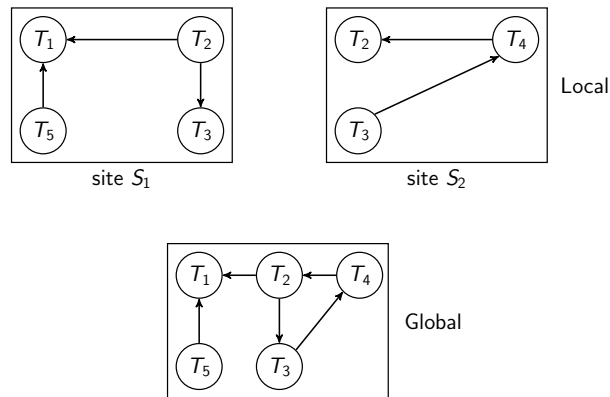 T1 T2 T2 T4
T5 T3 T3 Local
site S1 site S2
T1 T2 T4
Global
T5 T3